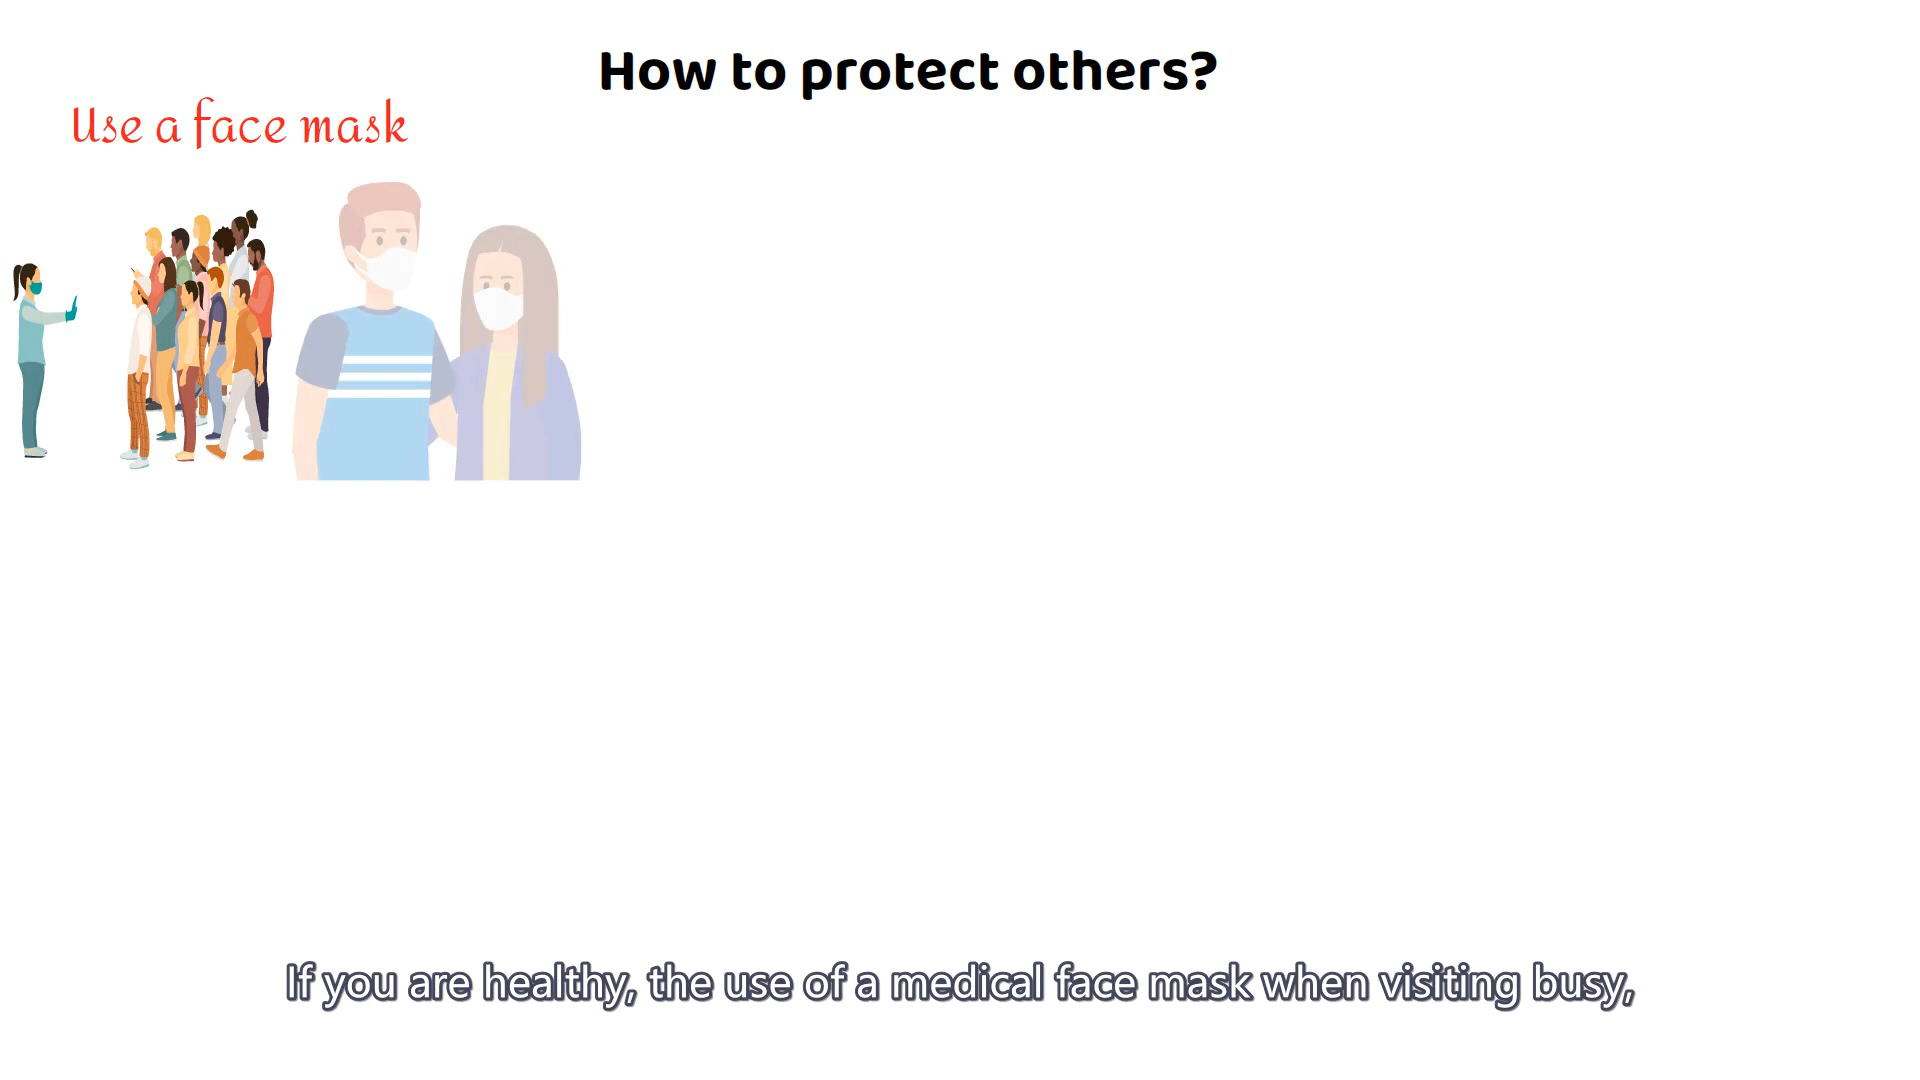 How to protect others?
Use a face mask
If you are healthy, the use of a medical face mask when visiting busy,